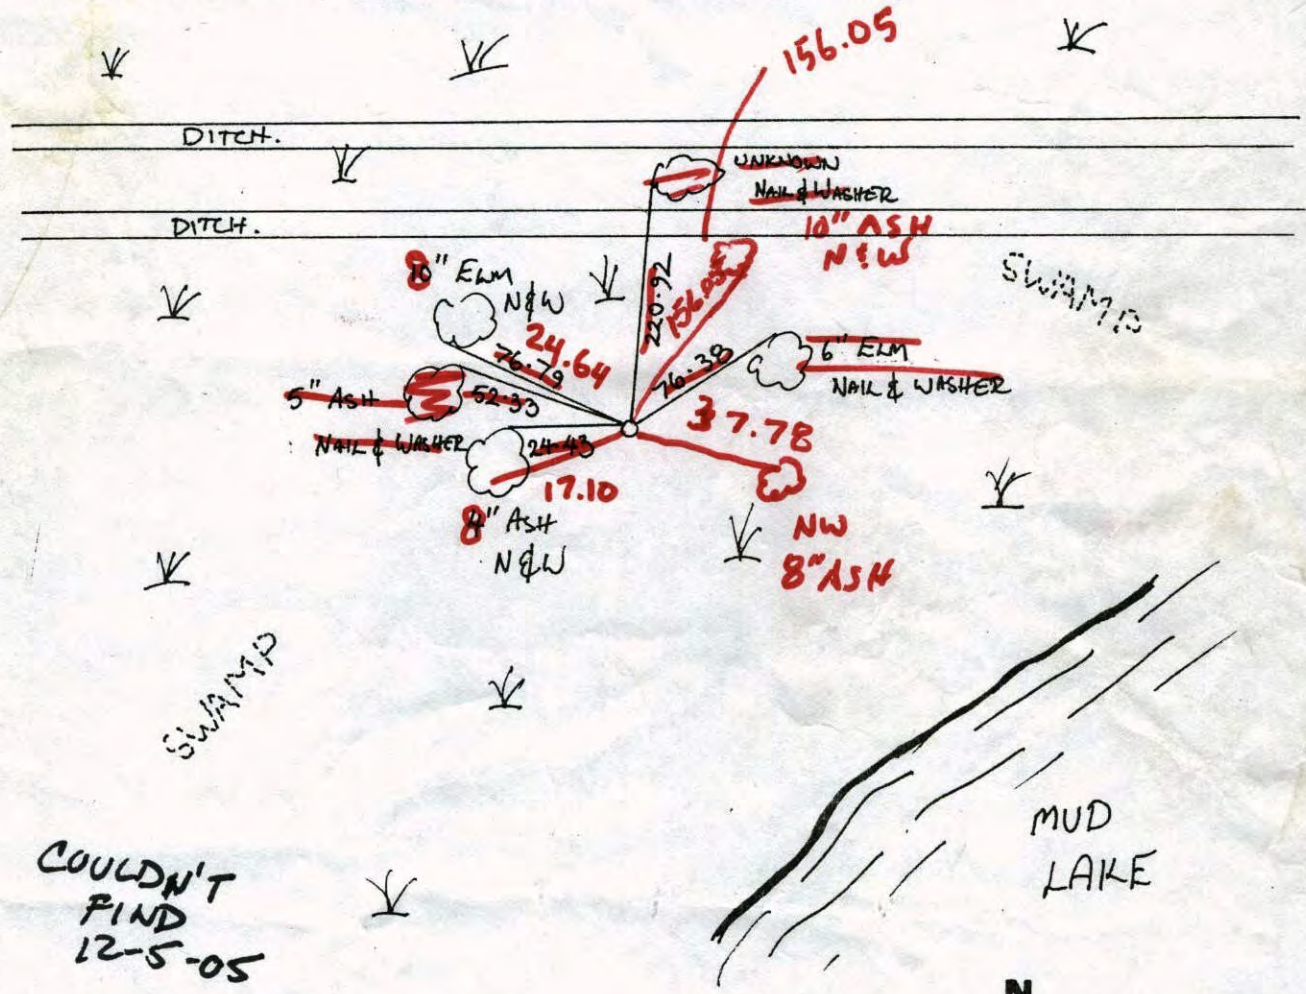 156.05
DITCH.
UNKNOWN
NAIL & WASHER
DITCH.
10" ASH
N & W
8" ELM
N & W
220.92
156.05
SWAMP
24.64
76.79
76.38
6" ELM
NAIL & WASHER
5" ASH
52.33
37.78
NAIL & WASHER
24.43
17.10
8" ASH
N & W
NW
8" ASH
SWAMP
MUD
LAKE
COULDN'T
FIND
12-5-05
N